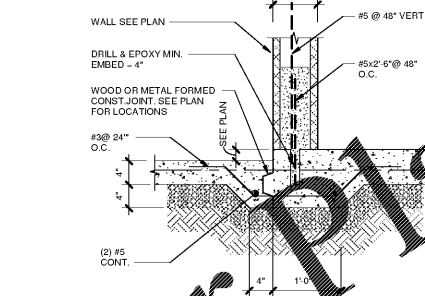 WALL SEE PLAN
#5 @ 48" VERT
DRILL & EPOXY MIN.
EMBED = 4"
#5x2'-6"@ 48"
O.C.
WOOD OR METAL FORMED
CONST.JOINT. SEE PLAN
FOR LOCATIONS
SEE PLAN
#3@ 24'"
O.C.
4"
4"
(2) #5
CONT.
4"
1'-0"
r Pla